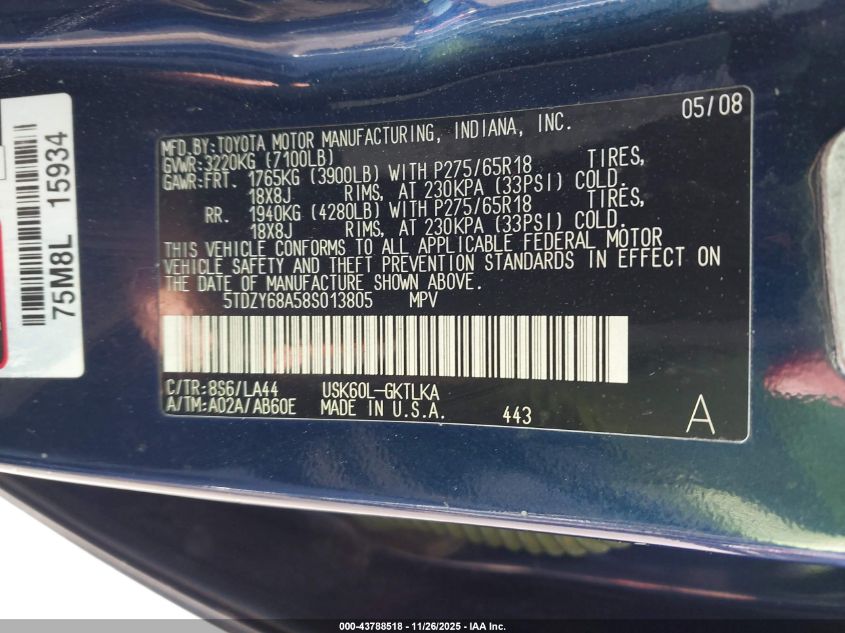 75M8L 15934
05/08
MFD.BY:TOYOTA MOTOR MANUFACTURING, INDIANA, INC.
GVWR:3220KG (7100LB)
GAWR:FRT. 1765KG (3900LB) WITH P275/65R18 TIRES,
18X8J RIMS, AT 230KPA (33PSI) COLD.
RR. 1940KG (4280LB) WITH P275/65R18 TIRES,
18X8J RIMS, AT 230KPA (33PSI) COLD.
THIS VEHICLE CONFORMS TO ALL APPLICABLE FEDERAL MOTOR
VEHICLE SAFETY AND THEFT PREVENTION STANDARDS IN EFFECT ON
THE DATE OF MANUFACTURE SHOWN ABOVE.
5TDZY68A58S013805 MPV
C/TR:8S6/LA44 USK60L-GKTLKA
A/TM:A02A/AB60E MADE IN U.S.A. 443 A
000-43788518 - 11/26/2025 - IAA Inc.